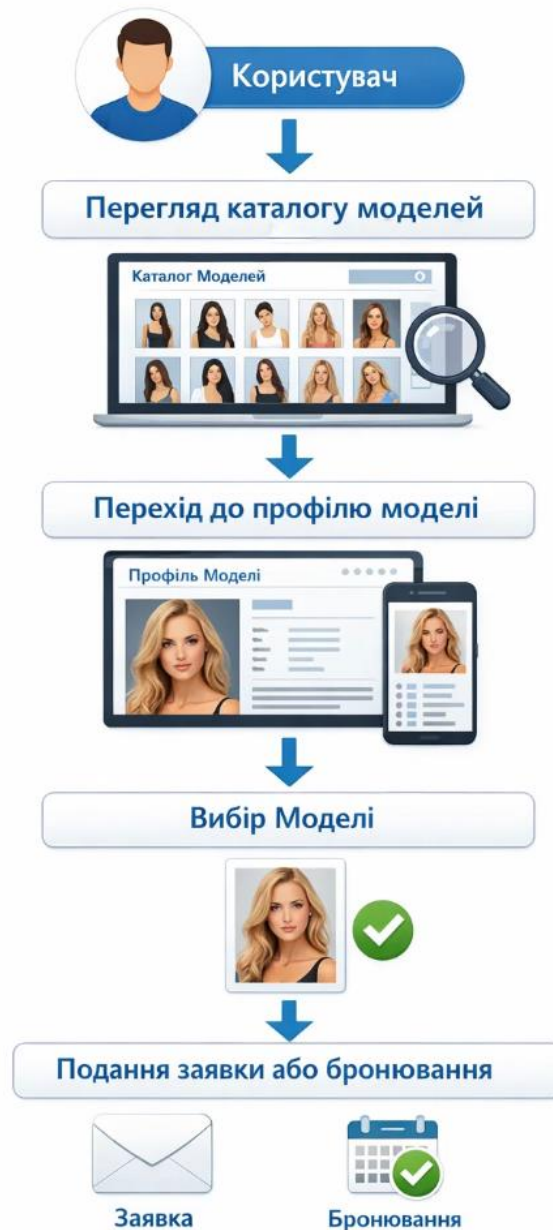 Користувач
Перегляд каталогу моделей
Каталог Моделей
Перехід до профілю моделі
Профіль Моделі
Вибір Моделі
Подання заявки або бронювання
Заявка
Бронювання